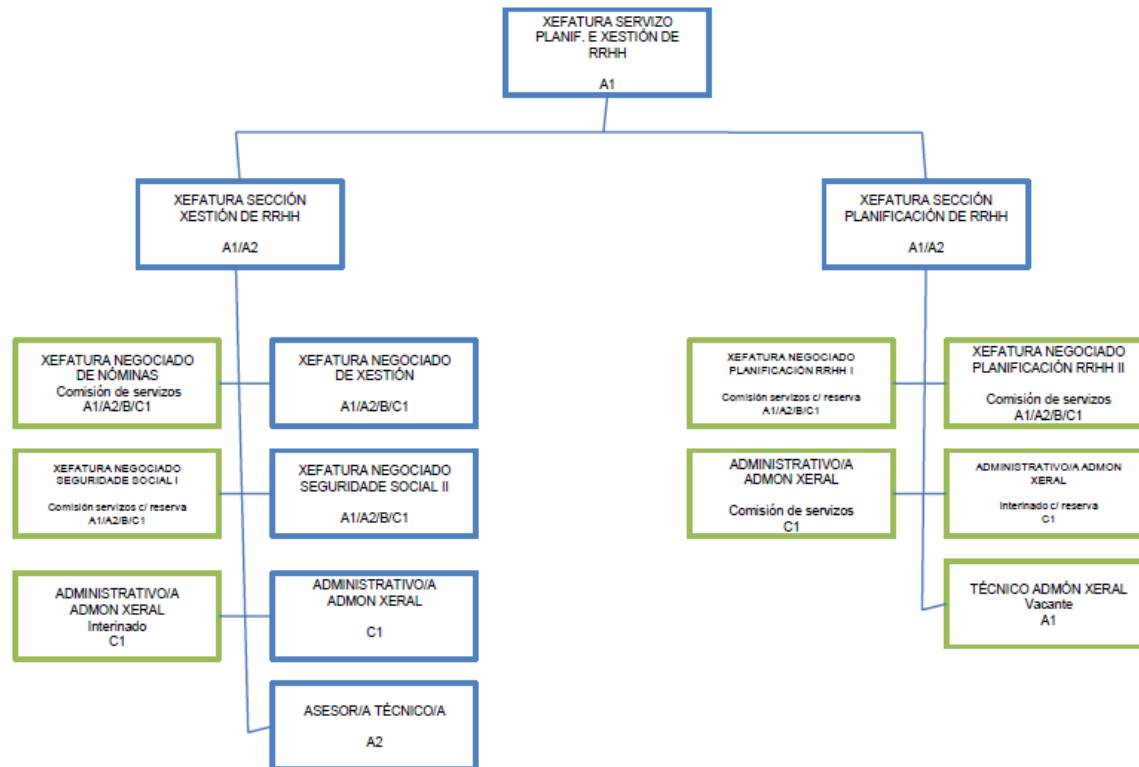 XEFATURA SERVIZO
PLANIF. E XESTIÓN DE
RRHH
A1
XEFATURA SECCIÓN
XESTIÓN DE RRHH
A1/A2
XEFATURA SECCIÓN
PLANIFICACIÓN DE RRHH
A1/A2
XEFATURA NEGOCIADO
DE NÓMINAS
Comisión de servizos
A1/A2/B/C1
XEFATURA NEGOCIADO
DE XESTIÓN
A1/A2/B/C1
XEFATURA NEGOCIADO
PLANIFICACIÓN RRHH I
Comisión servizos c/ reserva
A1/A2/B/C1
XEFATURA NEGOCIADO
PLANIFICACIÓN RRHH II
Comisión de servizos
A1/A2/B/C1
XEFATURA NEGOCIADO
SEGURIDADE SOCIAL I
Comisión servizos c/ reserva
A1/A2/B/C1
XEFATURA NEGOCIADO
SEGURIDADE SOCIAL II
A1/A2/B/C1
ADMINISTRATIVO/A
ADMON XERAL
Comisión de servizos
C1
ADMINISTRATIVO/A ADMON
XERAL
Interinado c/ reserva
C1
ADMINISTRATIVO/A
ADMON XERAL
Interinado
C1
ADMINISTRATIVO/A
ADMON XERAL
C1
TÉCNICO ADMÓN XERAL
Vacante
A1
ASESOR/A TÉCNICO/A
A2